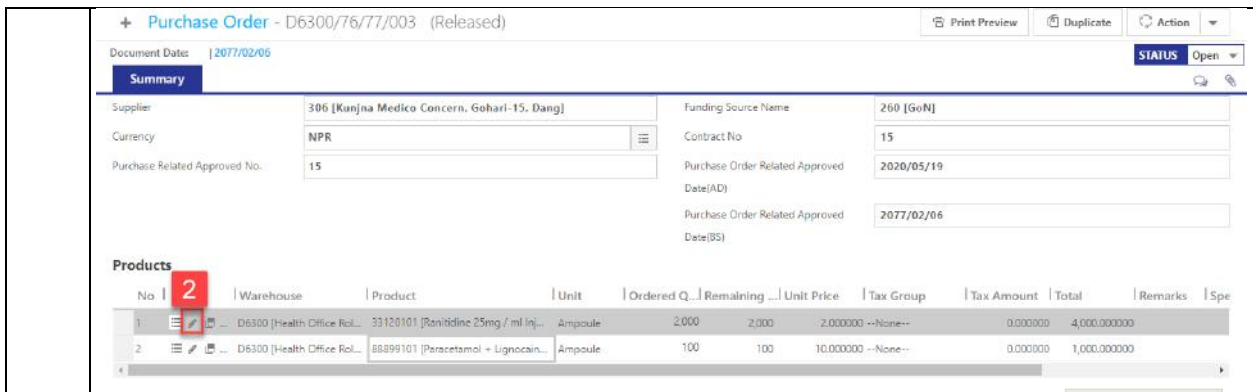 + Purchase Order - D6300/76/77/003 (Released) Print Preview Duplicate Action
Document Date: 2077/02/06 STATUS Open
Summary
Supplier 306 [Kunjna Medico Concern, Gohari-15, Dang] Funding Source Name 260 [GoN]
Currency NPR Contract No 15
Purchase Related Approved No. 15 Purchase Order Related Approved Date(AD) 2020/05/19
Purchase Order Related Approved Date(BS) 2077/02/06
Products
No 2 Warehouse Product Unit Ordered Q... Remaining ... Unit Price Tax Group Tax Amount Total Remarks Spe
1 ... D6300 [Health Office Rol... 33120101 [Ranitidine 25mg / ml Inj... Ampoule 2,000 2,000 2.000000 --None-- 0.000000 4,000.000000
2 ... D6300 [Health Office Rol... 88899101 [Paracetamol + Lignocain... Ampoule 100 100 10.000000 --None-- 0.000000 1,000.000000